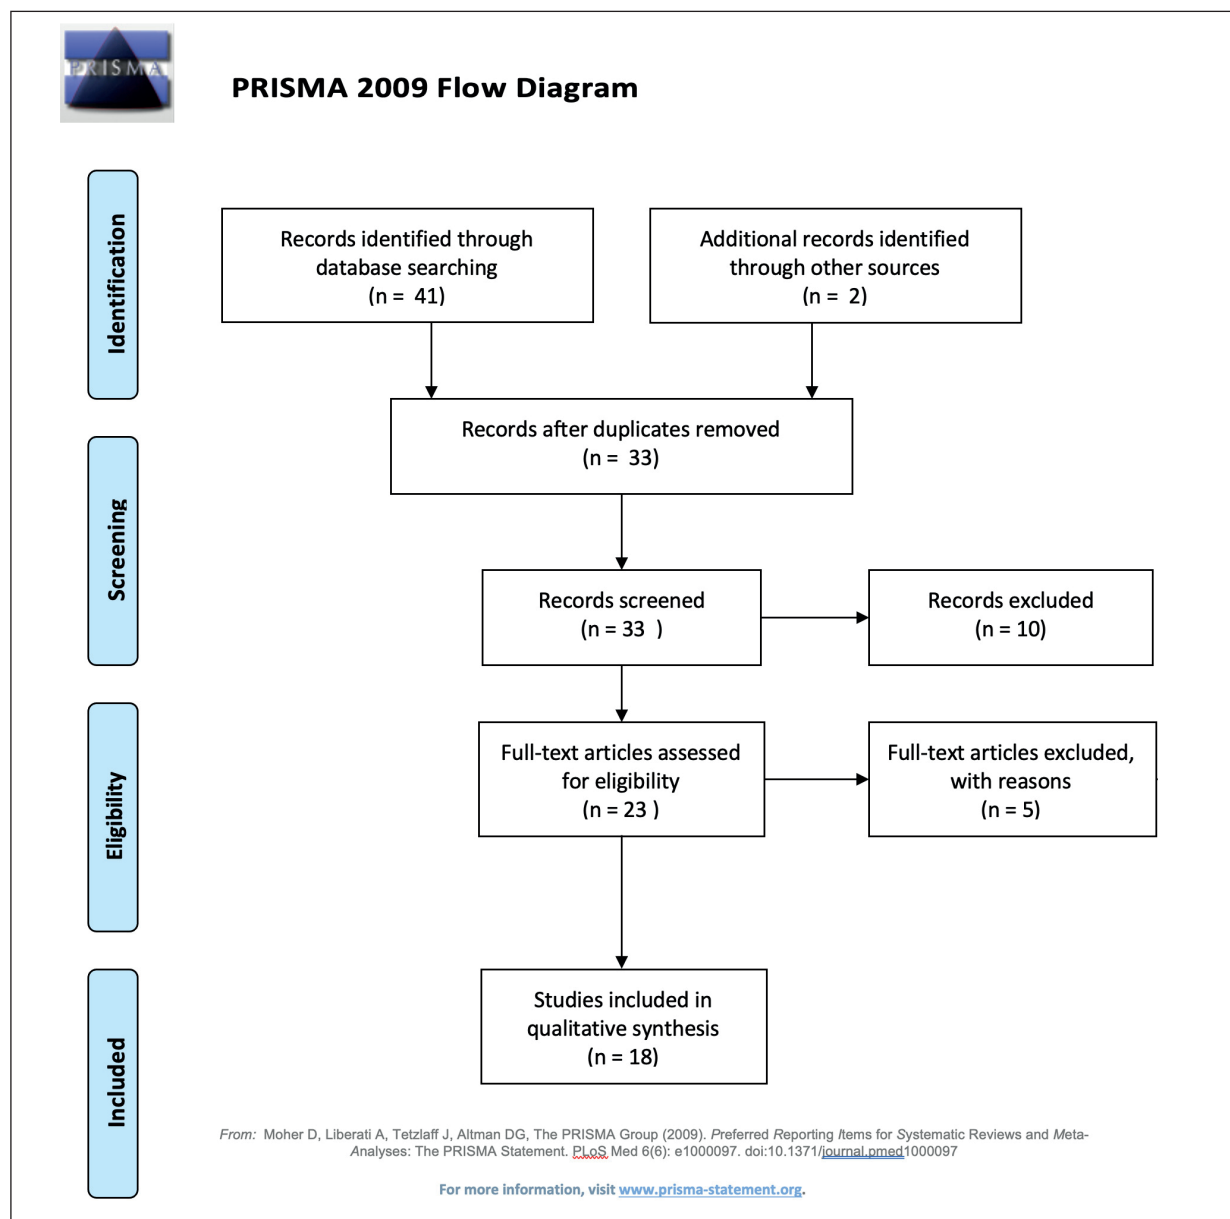 PRISMA
PRISMA 2009 Flow Diagram
Identification
Records identified through
database searching
(n =  41)
Additional records identified
through other sources
(n =  2)
Records after duplicates removed
(n =  33)
Screening
Records screened
(n = 33  )
Records excluded
(n = 10)
Eligibility
Full-text articles assessed
for eligibility
(n = 23 )
Full-text articles excluded,
with reasons
(n = 5)
Included
Studies included in
qualitative synthesis
(n = 18)
From:  Moher D, Liberati A, Tetzlaff J, Altman DG, The PRISMA Group (2009). Preferred Reporting Items for Systematic Reviews and Meta-
Analyses: The PRISMA Statement. PLoS Med 6(6): e1000097. doi:10.1371/journal.pmed1000097
For more information, visit www.prisma-statement.org.